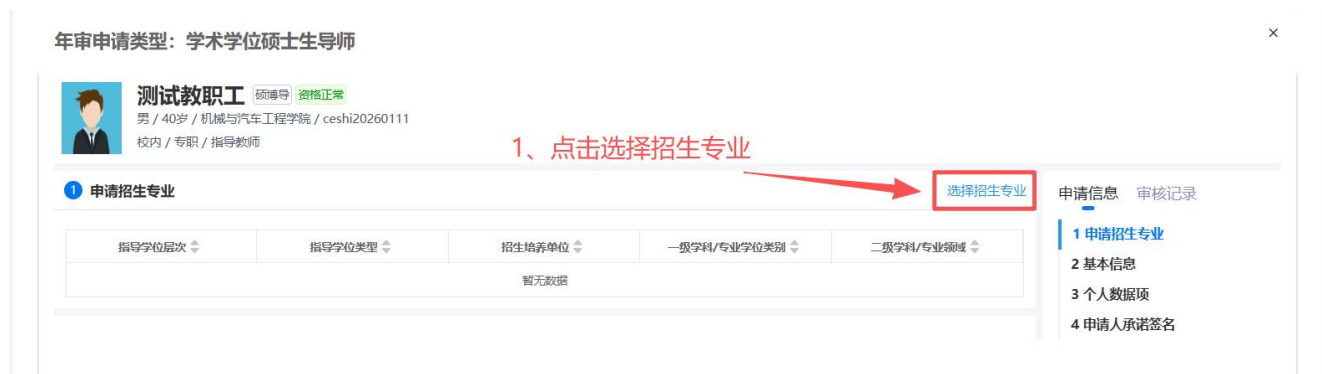 年审申请类型：学术学位硕士生导师
×
测试教职工 硕博导 资格正常
男 / 40岁 / 机械与汽车工程学院 / ceshi20260111
校内 / 专职 / 指导教师
1、点击选择招生专业
1 申请招生专业 选择招生专业
指导学位层次 指导学位类型 招生培养单位 一级学科/专业学位类别 二级学科/专业领域
暂无数据
申请信息 审核记录
1 申请招生专业
2 基本信息
3 个人数据项
4 申请人承诺签名